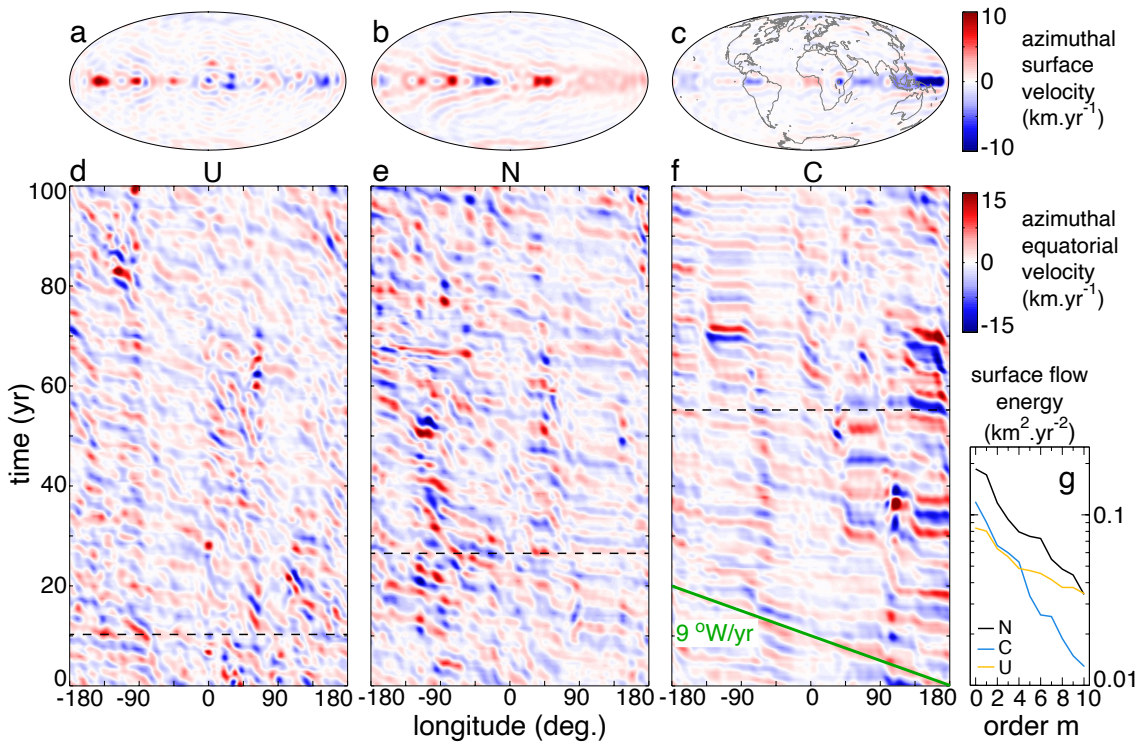 a
b
c
10
0
-10
azimuthal
surface
velocity
(km.yr⁻¹)
d
U
e
N
f
C
100
80
60
40
20
0
time (yr)
-180 -90 0 90 180
-180 -90 0 90 180
-180 -90 0 90 180
longitude (deg.)
9 °W/yr
15
0
-15
azimuthal
equatorial
velocity
(km.yr⁻¹)
surface flow
energy
(km².yr⁻²)
g
0.1
0.01
N
C
U
0 2 4 6 8 10
order m